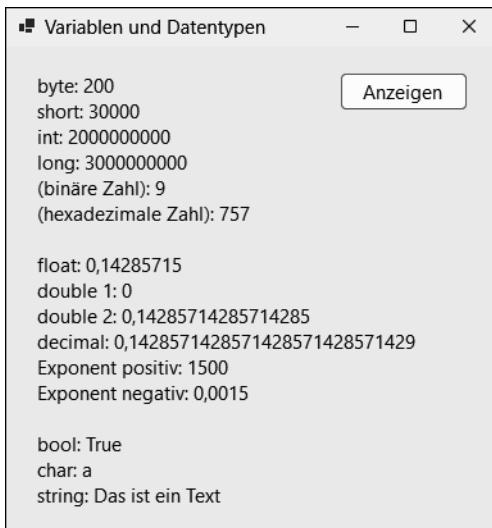 Variablen und Datentypen
Anzeigen
byte: 200
short: 30000
int: 2000000000
long: 3000000000
(binäre Zahl): 9
(hexadezimale Zahl): 757
float: 0,14285715
double 1: 0
double 2: 0,14285714285714285
decimal: 0,1428571428571428571428571429
Exponent positiv: 1500
Exponent negativ: 0,0015
bool: True
char: a
string: Das ist ein Text